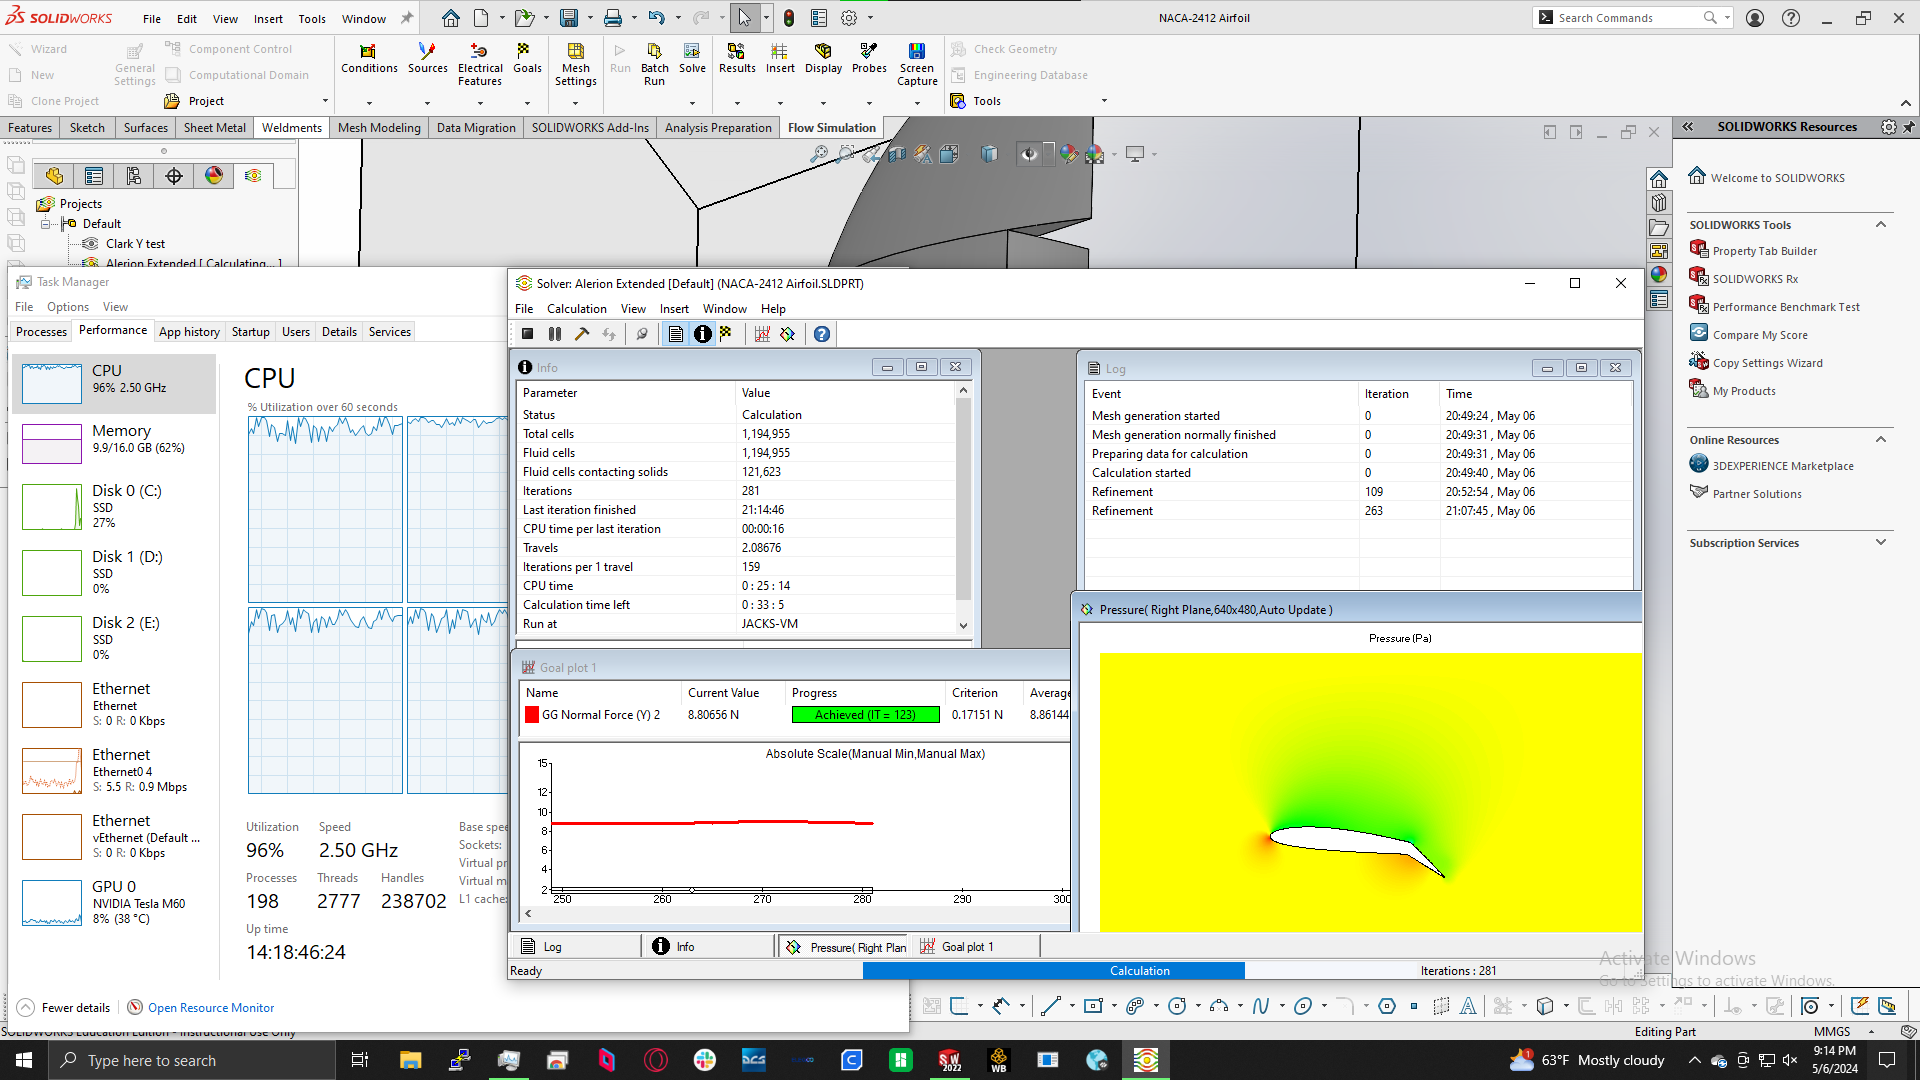 SOLIDWORKS File Edit View Insert Tools Window NACA-2412 Airfoil Search Commands
Wizard
New
Clone Project
General Settings
Component Control
Computational Domain
Project
Conditions Sources Electrical Features Goals Mesh Settings Run Batch Run Solve Results Insert Display Probes Screen Capture
Check Geometry
Engineering Database
Tools
Features Sketch Surfaces Sheet Metal Weldments Mesh Modeling Data Migration SOLIDWORKS Add-Ins Analysis Preparation Flow Simulation
Projects
Default
Clark Y test
Alerion Extended [ Calculating... ]
Task Manager
File Options View
Processes Performance App history Startup Users Details Services
CPU
96% 2.50 GHz
Memory
9.9/16.0 GB (62%)
Disk 0 (C:)
SSD
27%
Disk 1 (D:)
SSD
0%
Disk 2 (E:)
SSD
0%
Ethernet
Ethernet
S: 0 R: 0 Kbps
Ethernet
Ethernet0 4
S: 5.5 R: 0.9 Mbps
Ethernet
vEthernet (Default ...
S: 0 R: 0 Kbps
GPU 0
NVIDIA Tesla M60
8% (38 °C)
CPU
% Utilization over 60 seconds
Utilization Speed
96% 2.50 GHz
Processes Threads Handles
198 2777 238702
Up time
14:18:46:24
Base spee
Sockets:
Virtual pr
Virtual m
L1 cache:
Fewer details Open Resource Monitor
SOLIDWORKS Education Edition - Instructional Use Only
Solver: Alerion Extended [Default] (NACA-2412 Airfoil.SLDPRT)
File Calculation View Insert Window Help
Info
Parameter Value
Status Calculation
Total cells 1,194,955
Fluid cells 1,194,955
Fluid cells contacting solids 121,623
Iterations 281
Last iteration finished 21:14:46
CPU time per last iteration 00:00:16
Travels 2.08676
Iterations per 1 travel 159
CPU time 0 : 25 : 14
Calculation time left 0 : 33 : 5
Run at JACKS-VM
Log
Event Iteration Time
Mesh generation started 0 20:49:24 , May 06
Mesh generation normally finished 0 20:49:31 , May 06
Preparing data for calculation 0 20:49:31 , May 06
Calculation started 0 20:49:40 , May 06
Refinement 109 20:52:54 , May 06
Refinement 263 21:07:45 , May 06
Goal plot 1
Name Current Value Progress Criterion Average
GG Normal Force (Y) 2 8.80656 N Achieved (IT = 123) 0.17151 N 8.86144
Absolute Scale(Manual Min,Manual Max)
15
12
10
8
6
4
2
250 260 270 280 290 300
Pressure( Right Plane,640x480,Auto Update )
Pressure (Pa)
Log Info Pressure( Right Plan Goal plot 1
Ready Calculation Iterations : 281
SOLIDWORKS Resources
Welcome to SOLIDWORKS
SOLIDWORKS Tools
Property Tab Builder
SOLIDWORKS Rx
Performance Benchmark Test
Compare My Score
Copy Settings Wizard
My Products
Online Resources
3DEXPERIENCE Marketplace
Partner Solutions
Subscription Services
Activate Windows
Go to Settings to activate Windows.
Editing Part MMGS
Type here to search
DCS
SW 2022
WB
63°F Mostly cloudy
9:14 PM
5/6/2024